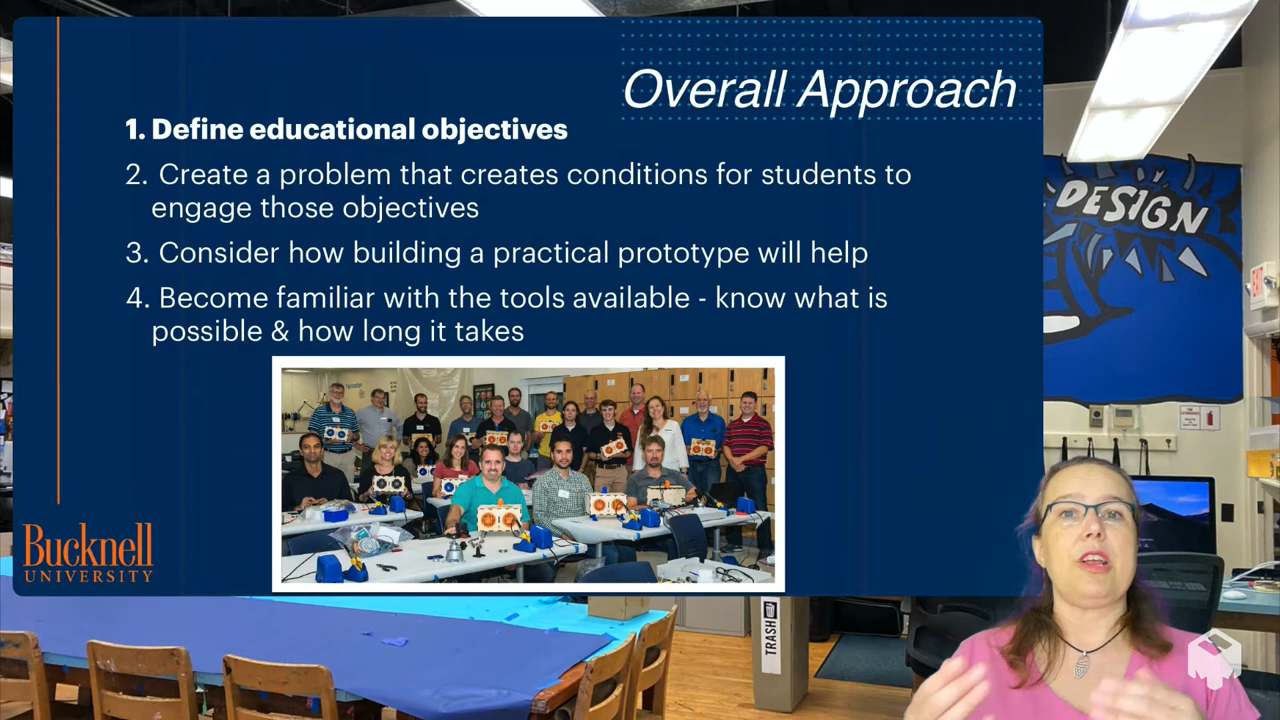 Overall Approach
1. Define educational objectives
2. Create a problem that creates conditions for students to
engage those objectives
3. Consider how building a practical prototype will help
4. Become familiar with the tools available - know what is
possible & how long it takes
Bucknell
UNIVERSITY
DESIGN
EXIT
TRASH